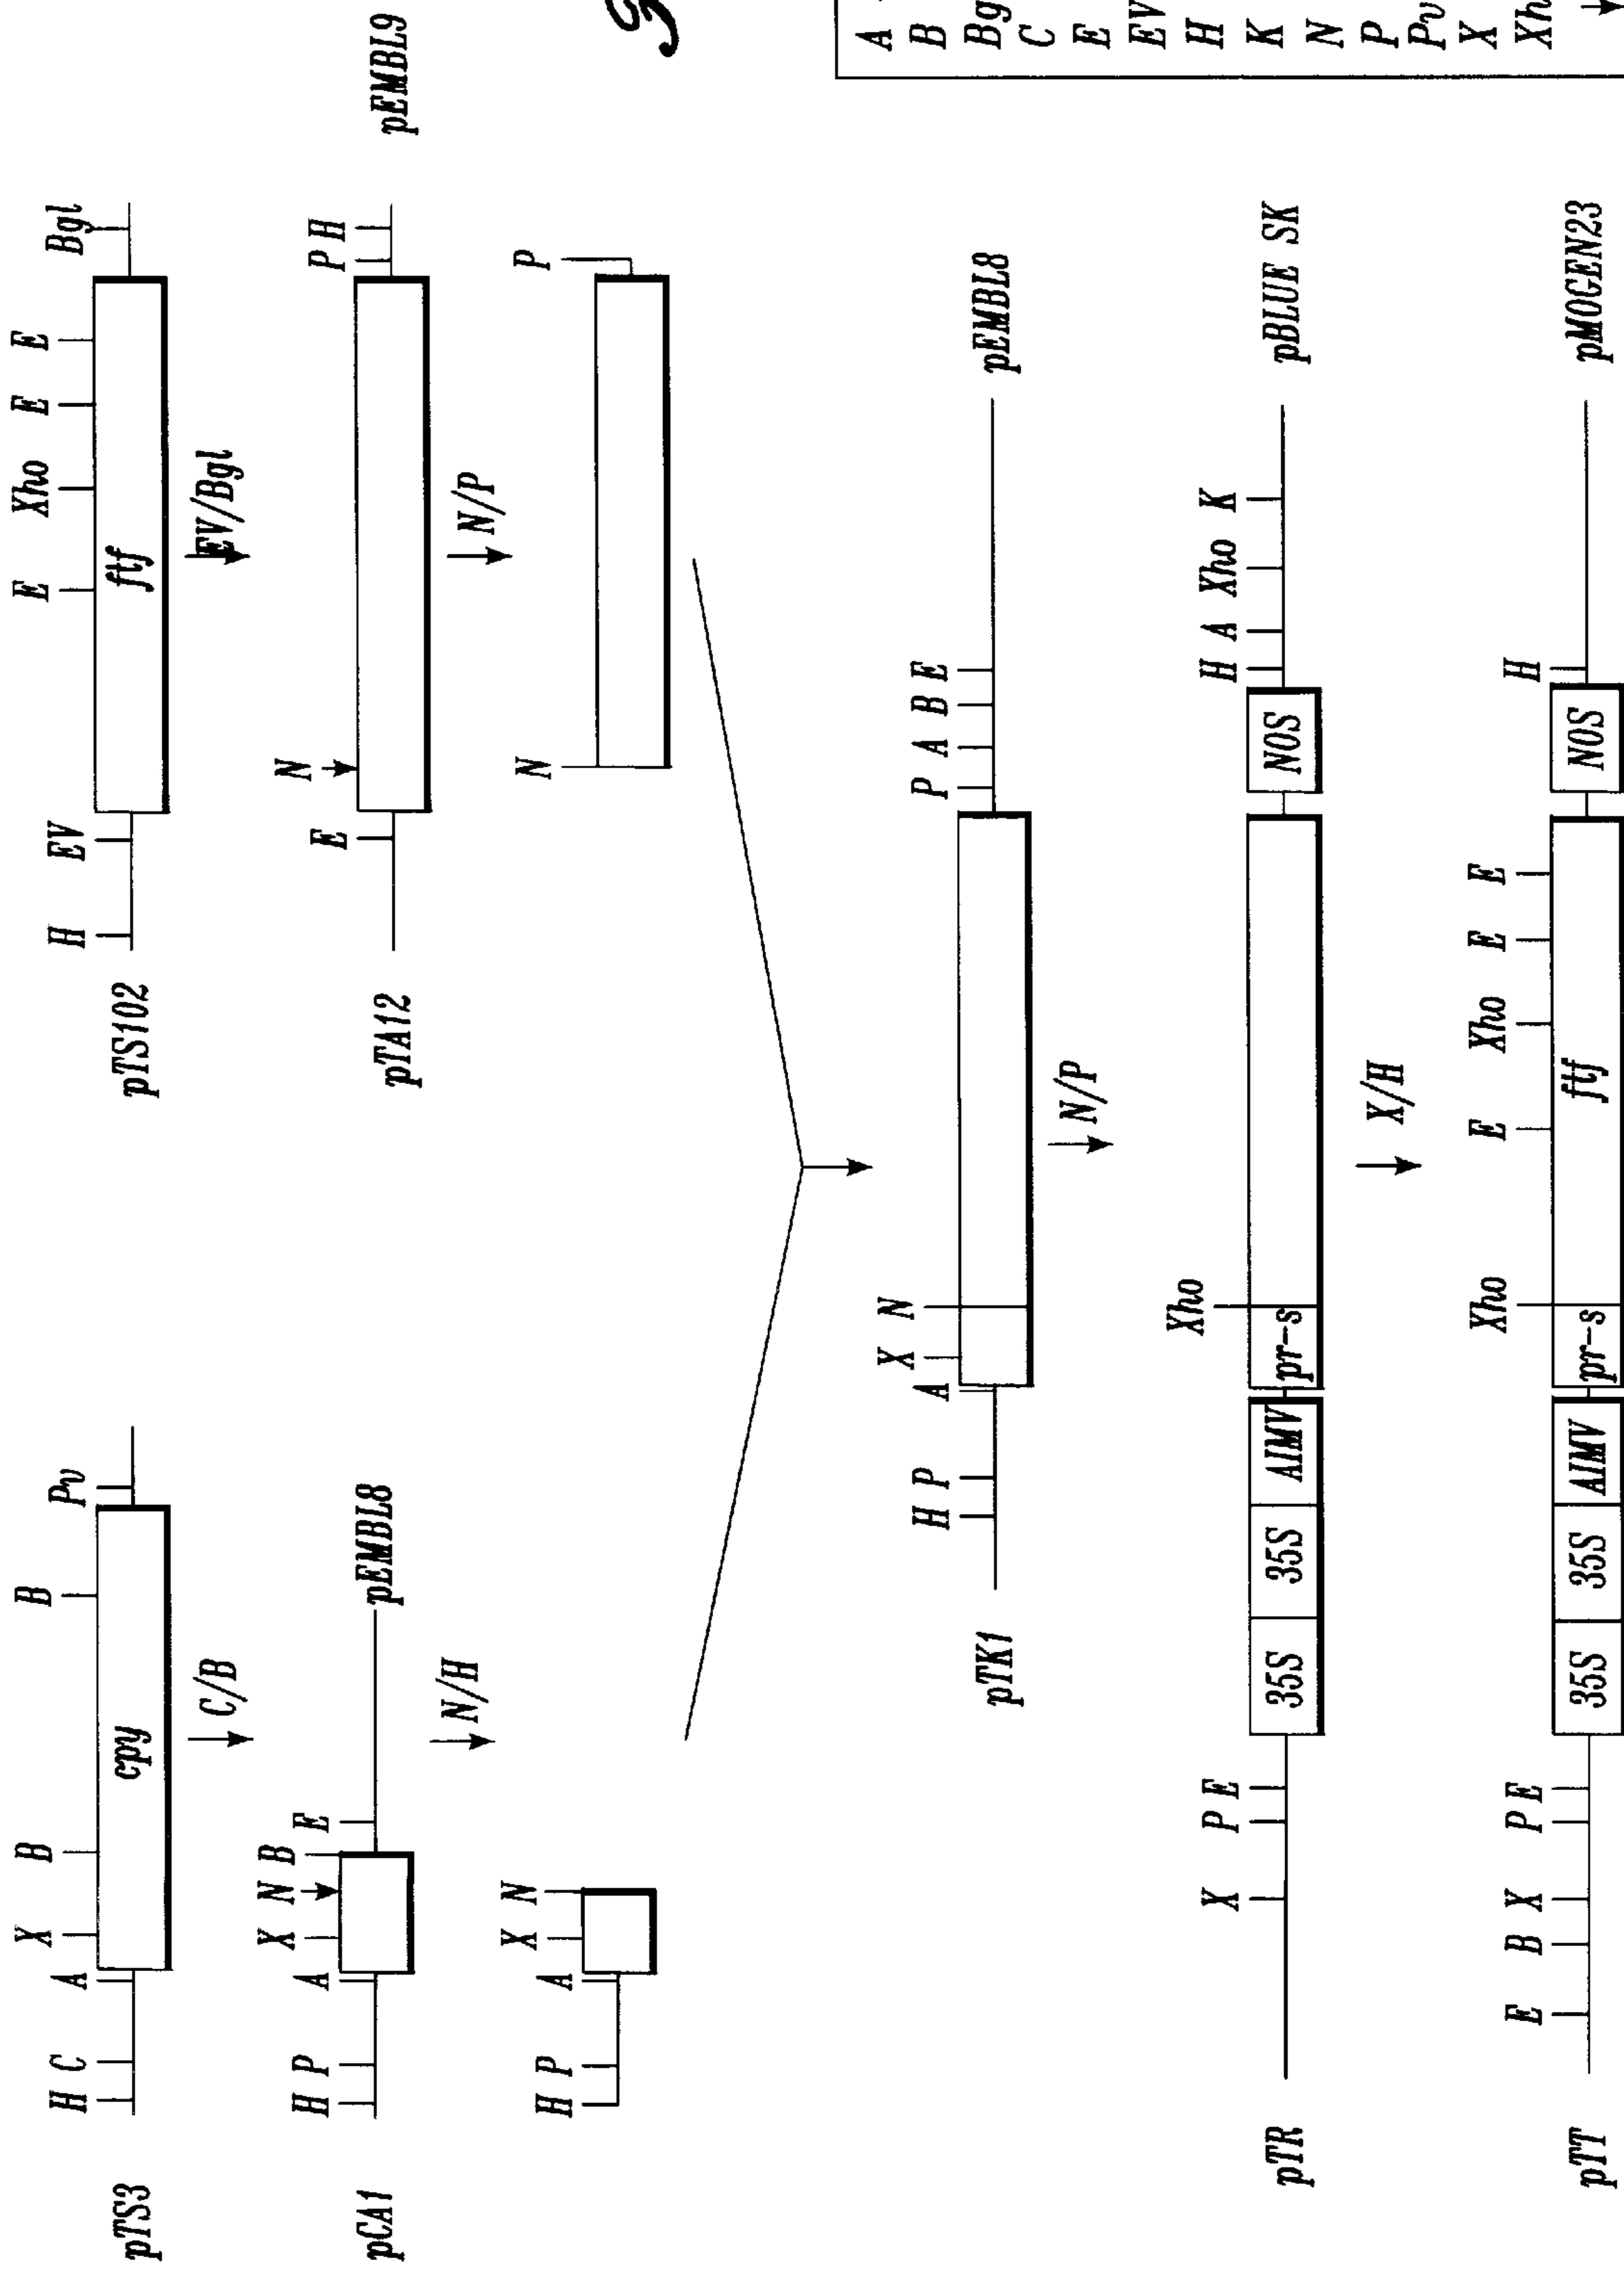 H C A X B B Pv
pTS3
cpy
C/B
H P A X N B E
pCA1
pEMBL8
N/H
H P A X N
H EV E Xho E E Bgl
pTS102
ftf
EV/Bgl
E N P H
pTA12
pEMBL9
N/P
N P
H P A X N P A B E
pTK1
pEMBL8
N/P
X P E Xho H A Xho K
pTR
35S 35S AIMV pr-s NOS
pBLUE SK
X/H
E B X P E Xho E Xho E E H
pTT
35S 35S AIMV pr-s ftf NOS
pMOGEN23
A
B
Bg
C
E
EV
H
K
N
P
Pv
X
Xh